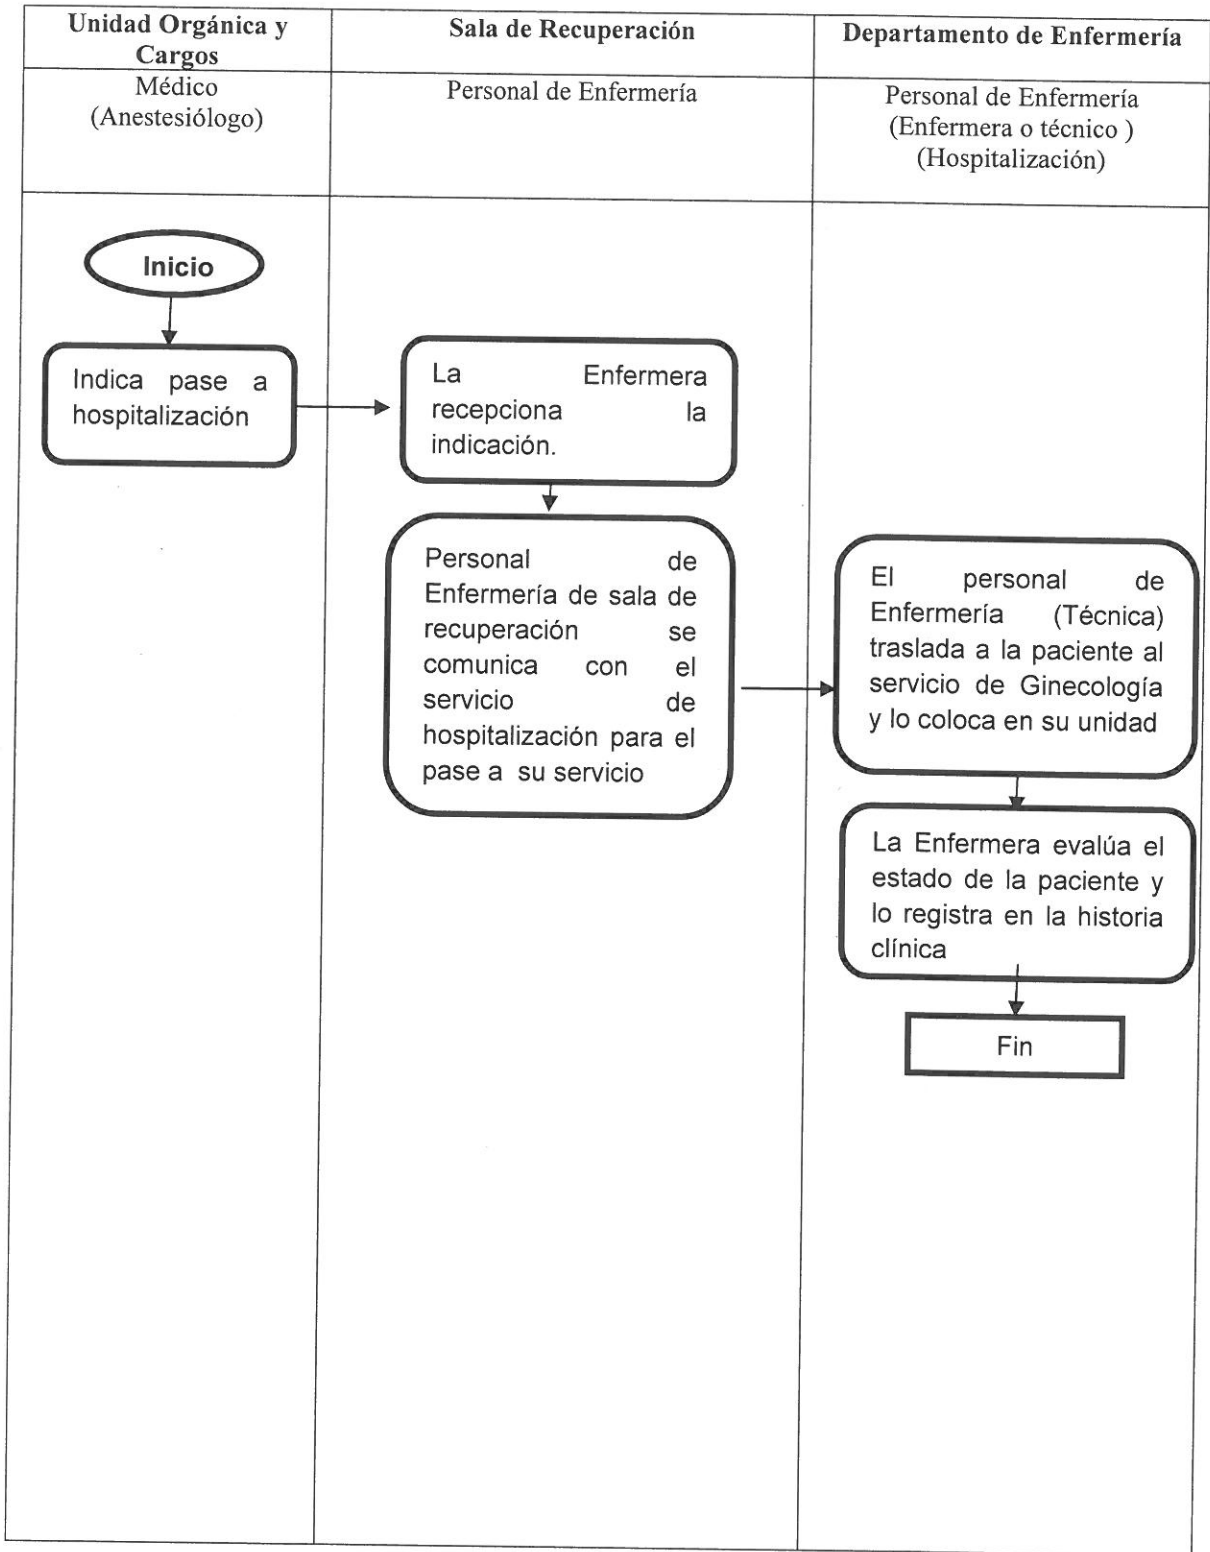 Unidad Orgánica y
Cargos
Sala de Recuperación
Departamento de Enfermería
Médico
(Anestesiólogo)
Personal de Enfermería
Personal de Enfermería
(Enfermera o técnico )
(Hospitalización)
Inicio
Indica pase a
hospitalización
La Enfermera
recepciona la
indicación.
Personal de
Enfermería de sala de
recuperación se
comunica con el
servicio de
hospitalización para el
pase a su servicio
El personal de
Enfermería (Técnica)
traslada a la paciente al
servicio de Ginecología
y lo coloca en su unidad
La Enfermera evalúa el
estado de la paciente y
lo registra en la historia
clínica
Fin